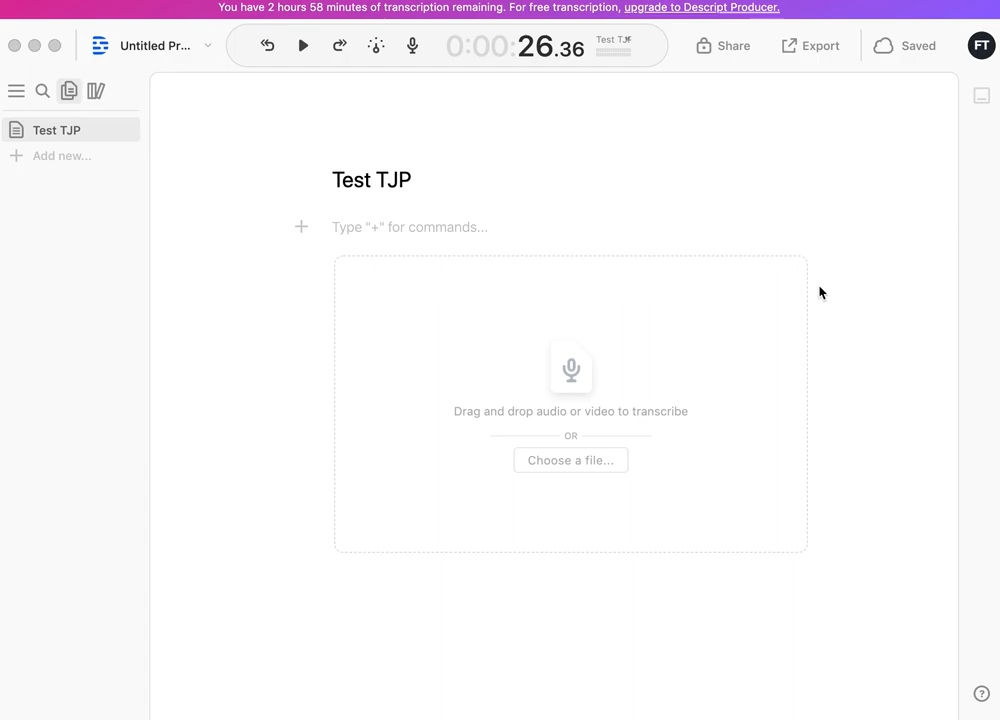 You have 2 hours 58 minutes of transcription remaining. For free transcription, upgrade to Descript Producer.
Untitled Pr...
0:00:26.36
Share
Export
Saved
FT
Test TJP
Add new...
Test TJP
Type "+" for commands...
Drag and drop audio or video to transcribe
OR
Choose a file...
?